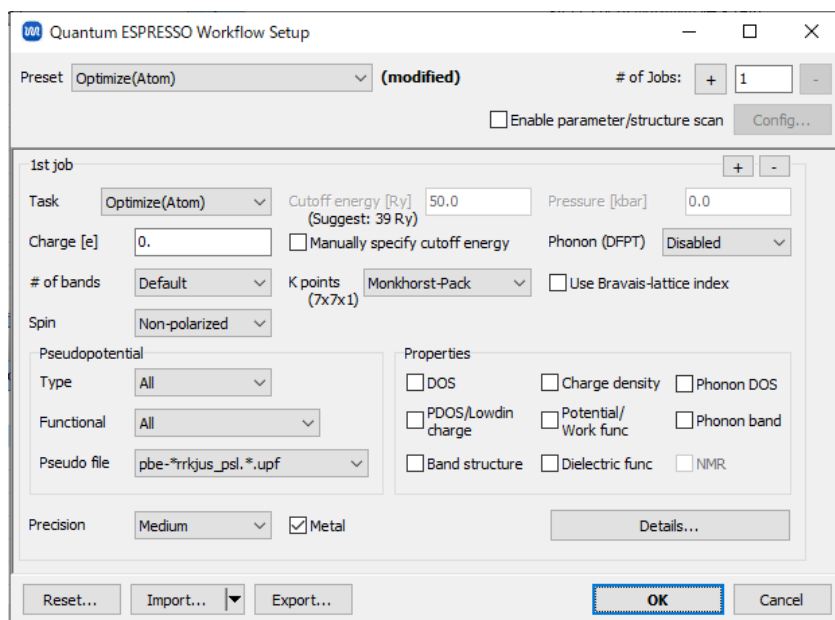 Quantum ESPRESSO Workflow Setup
Preset Optimize(Atom) (modified) # of Jobs: + 1 -
Enable parameter/structure scan Config...
1st job + -
Task Optimize(Atom) Cutoff energy [Ry] 50.0 Pressure [kbar] 0.0
(Suggest: 39 Ry)
Charge [e] 0. Manually specify cutoff energy Phonon (DFPT) Disabled
# of bands Default K points Monkhorst-Pack Use Bravais-lattice index
(7x7x1)
Spin Non-polarized
Pseudopotential Properties
Type All DOS Charge density Phonon DOS
Functional All PDOS/Lowdin charge Potential/ Work func Phonon band
Pseudo file pbe-*rrkjus_psl.*.upf Band structure Dielectric func NMR
Precision Medium Metal Details...
Reset... Import... Export... OK Cancel